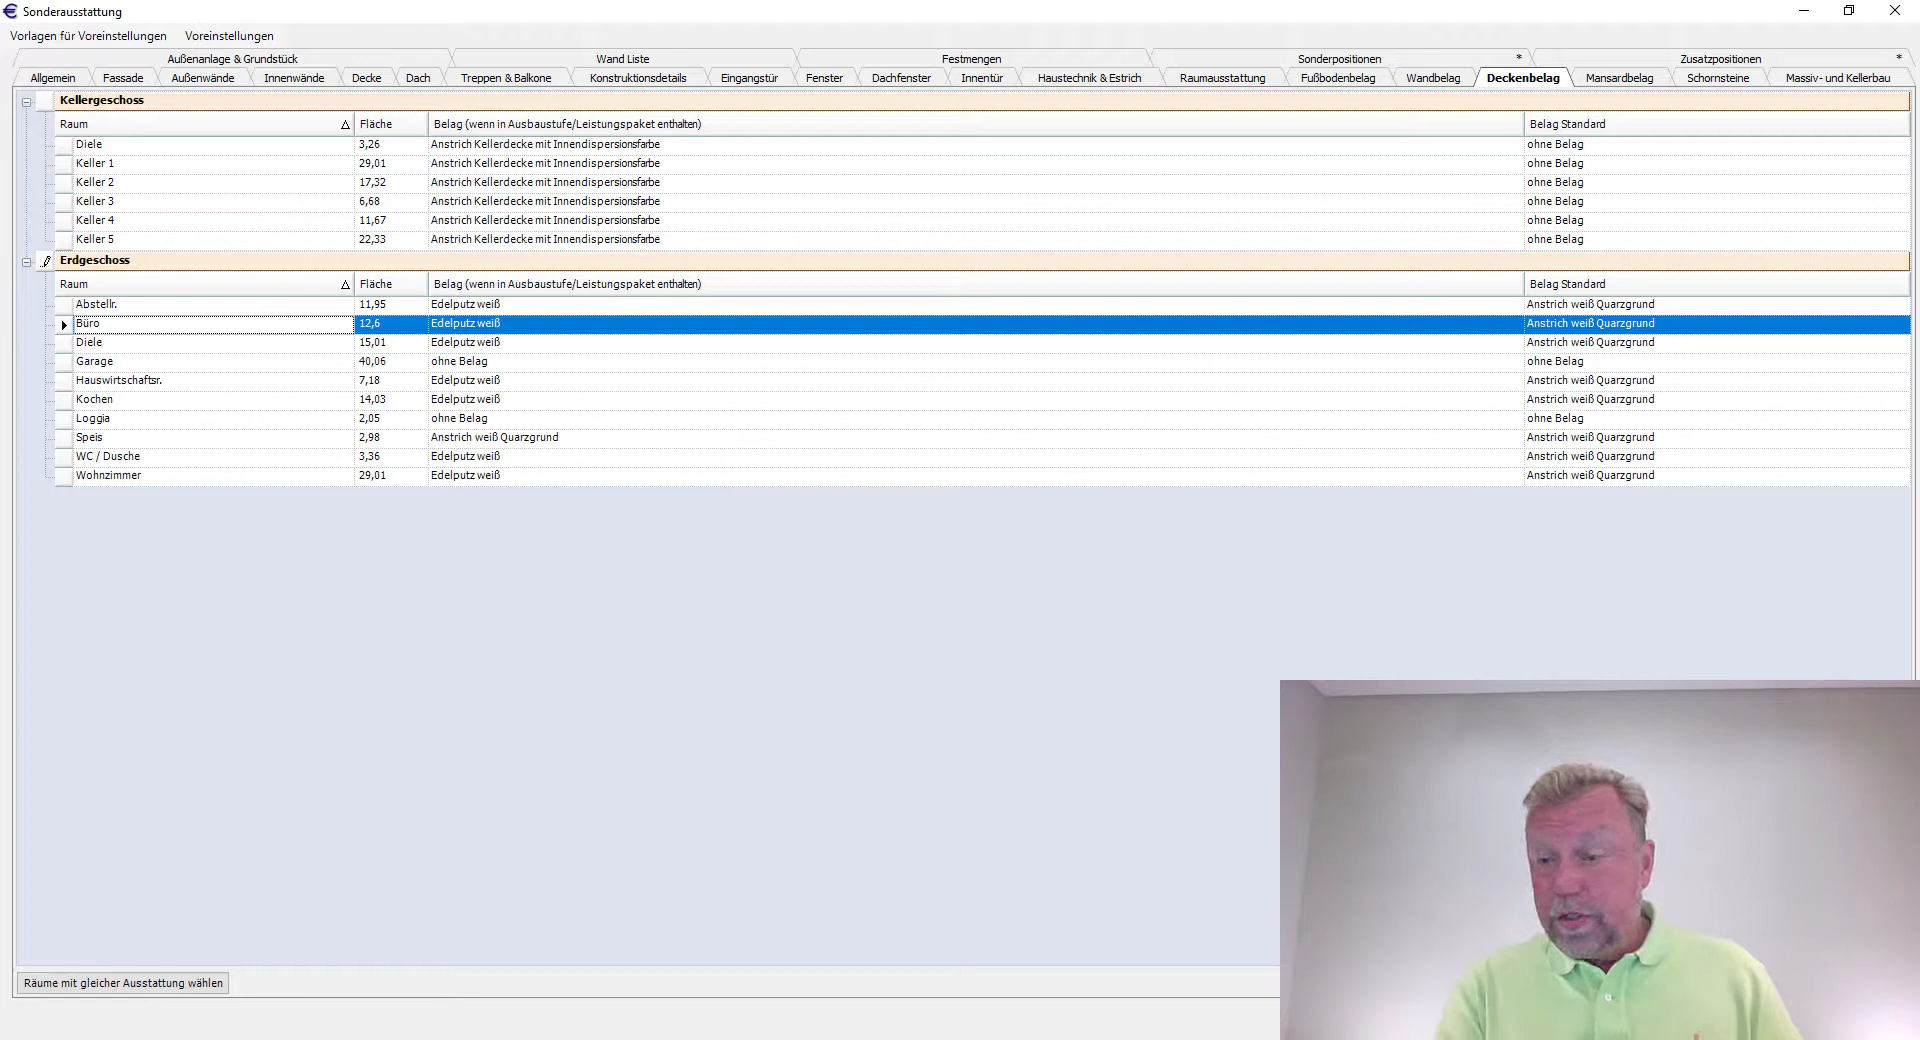 Sonderausstattung
Vorlagen für Voreinstellungen Voreinstellungen
Außenanlage & Grundstück Wand Liste Festmengen Sonderpositionen * Zusatzpositionen *
Allgemein Fassade Außenwände Innenwände Decke Dach Treppen & Balkone Konstruktionsdetails Eingangstür Fenster Dachfenster Innentür Haustechnik & Estrich Raumausstattung Fußbodenbelag Wandbelag Deckenbelag Mansardbelag Schornsteine Massiv- und Kellerbau
Kellergeschoss
Raum Fläche Belag (wenn in Ausbaustufe/Leistungspaket enthalten) Belag Standard
Diele 3,26 Anstrich Kellerdecke mit Innendispersionsfarbe ohne Belag
Keller 1 29,01 Anstrich Kellerdecke mit Innendispersionsfarbe ohne Belag
Keller 2 17,32 Anstrich Kellerdecke mit Innendispersionsfarbe ohne Belag
Keller 3 6,68 Anstrich Kellerdecke mit Innendispersionsfarbe ohne Belag
Keller 4 11,67 Anstrich Kellerdecke mit Innendispersionsfarbe ohne Belag
Keller 5 22,33 Anstrich Kellerdecke mit Innendispersionsfarbe ohne Belag
Erdgeschoss
Raum Fläche Belag (wenn in Ausbaustufe/Leistungspaket enthalten) Belag Standard
Abstellr. 11,95 Edelputz weiß Anstrich weiß Quarzgrund
Büro 12,6 Edelputz weiß Anstrich weiß Quarzgrund
Diele 15,01 Edelputz weiß Anstrich weiß Quarzgrund
Garage 40,06 ohne Belag ohne Belag
Hauswirtschaftsr. 7,18 Edelputz weiß Anstrich weiß Quarzgrund
Kochen 14,03 Edelputz weiß Anstrich weiß Quarzgrund
Loggia 2,05 ohne Belag ohne Belag
Speis 2,98 Anstrich weiß Quarzgrund Anstrich weiß Quarzgrund
WC / Dusche 3,36 Edelputz weiß Anstrich weiß Quarzgrund
Wohnzimmer 29,01 Edelputz weiß Anstrich weiß Quarzgrund
Räume mit gleicher Ausstattung wählen